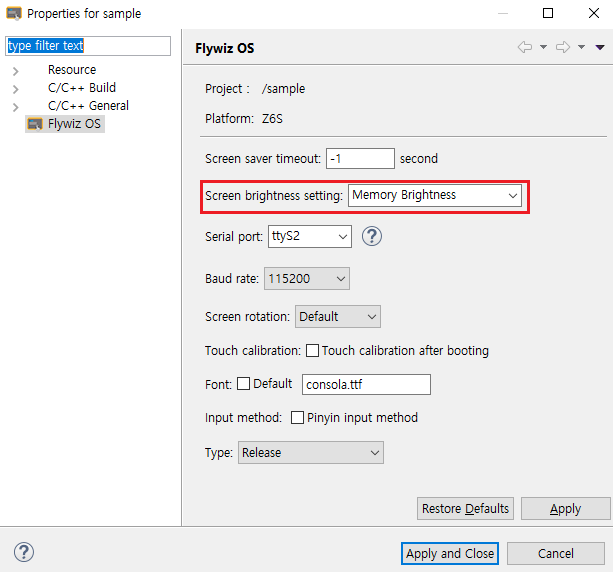 Properties for sample
type filter text
Resource
C/C++ Build
C/C++ General
Flywiz OS
Flywiz OS
Project : /sample
Platform: Z6S
Screen saver timeout: -1 second
Screen brightness setting: Memory Brightness
Serial port: ttyS2
Baud rate: 115200
Screen rotation: Default
Touch calibration: Touch calibration after booting
Font: Default consola.ttf
Input method: Pinyin input method
Type: Release
Restore Defaults Apply
Apply and Close Cancel